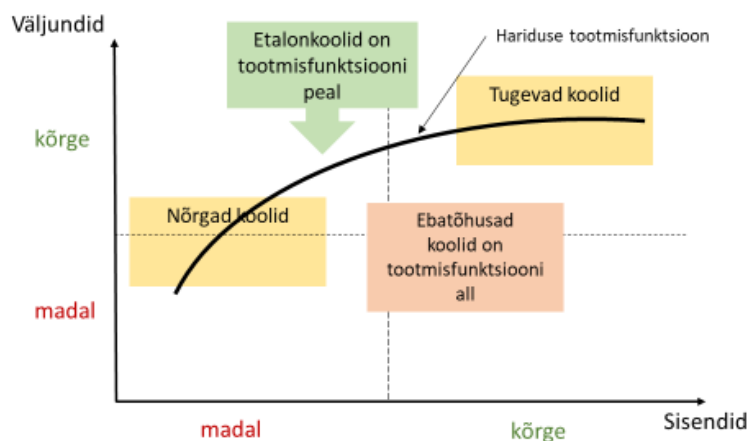 Väljundid
Etalonkoolid on
tootmisfunktsiooni
peal
Hariduse tootmisfunktsioon
Tugevad koolid
kõrge
Nõrgad koolid
Ebatõhusad
koolid on
tootmisfunktsiooni
all
madal
Sisendid
madal
kõrge